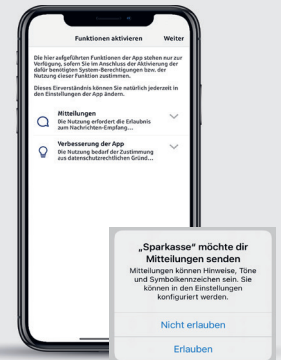 Funktionen aktivieren Weiter
Die hier aufgeführten Funktionen der App stehen nur zur
Verfügung, sofern Sie im Anschluss der Aktivierung der
dafür benötigten System-Berechtigungen bzw. der
Nutzung dieser Funktion zustimmen.
Dieses Einverständnis können Sie natürlich jederzeit in
den Einstellungen der App ändern.
Mitteilungen
Die Nutzung erfordert die Erlaubnis
zum Nachrichten-Empfang...
Verbesserung der App
Die Nutzung bedarf der Zustimmung
aus datenschutzrechtlichen Gründ...
„Sparkasse" möchte dir
Mitteilungen senden
Mitteilungen können Hinweise, Töne
und Symbolkennzeichen sein. Sie
können in den Einstellungen
konfiguriert werden.
Nicht erlauben
Erlauben